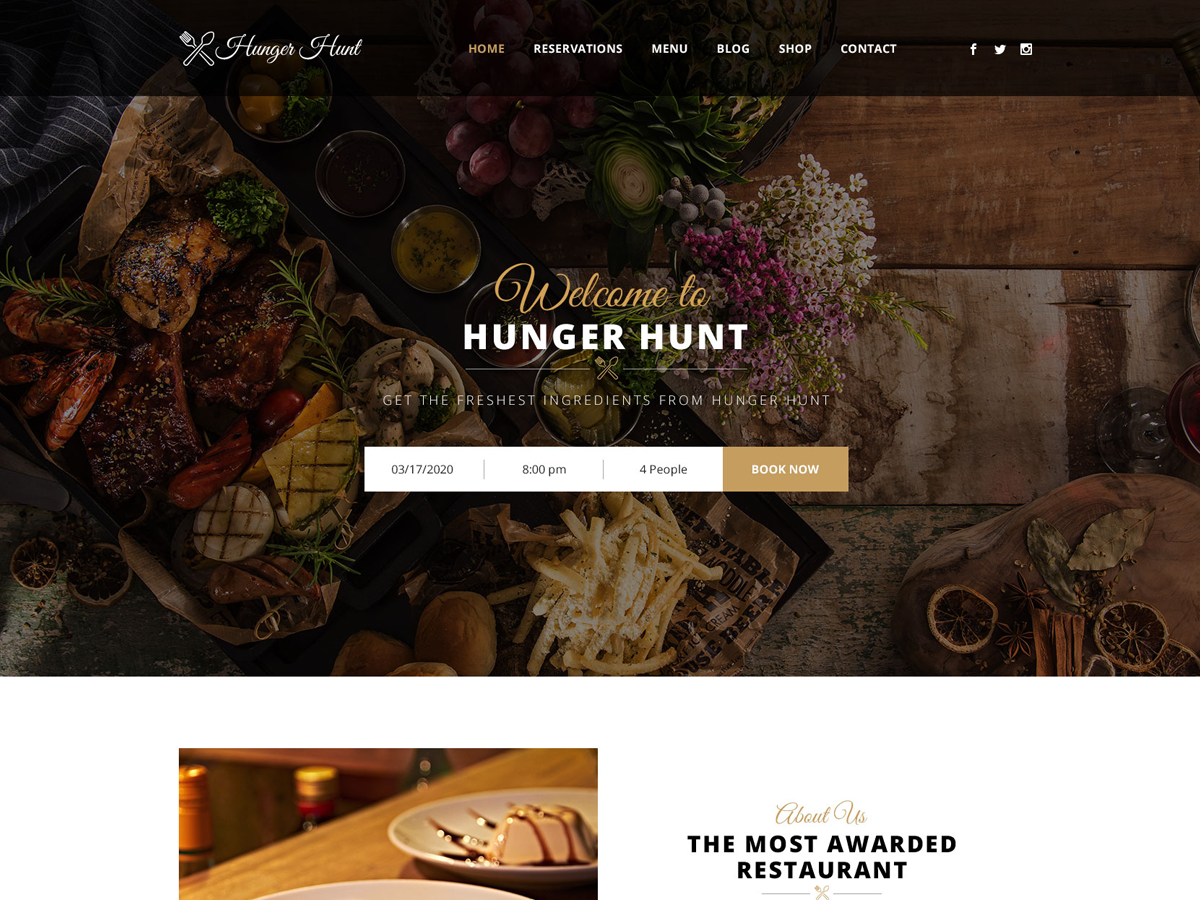 Hunger Hunt
HOME RESERVATIONS MENU BLOG SHOP CONTACT
Welcome to
HUNGER HUNT
GET THE FRESHEST INGREDIENTS FROM HUNGER HUNT
03/17/2020 8:00 pm 4 People BOOK NOW
About Us
THE MOST AWARDED
RESTAURANT